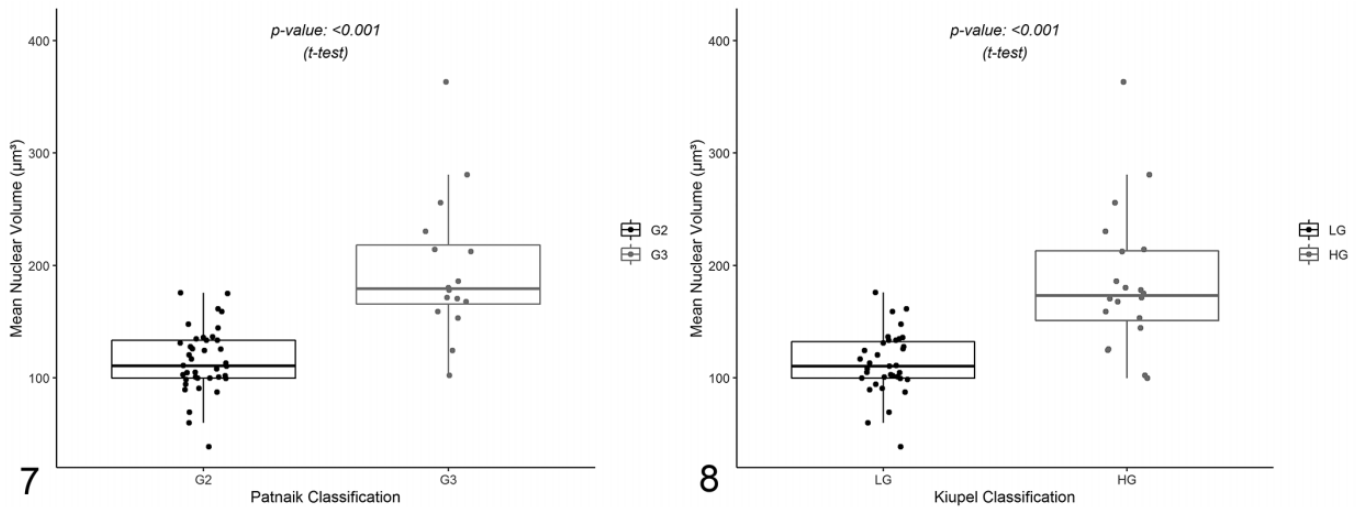 p-value: <0.001
(t-test)
400
300
200
100
Mean Nuclear Volume (µm³)
G2
G3
Patnaik Classification
G2
G3
7
p-value: <0.001
(t-test)
400
300
200
100
Mean Nuclear Volume (µm³)
LG
HG
Kiupel Classification
LG
HG
8